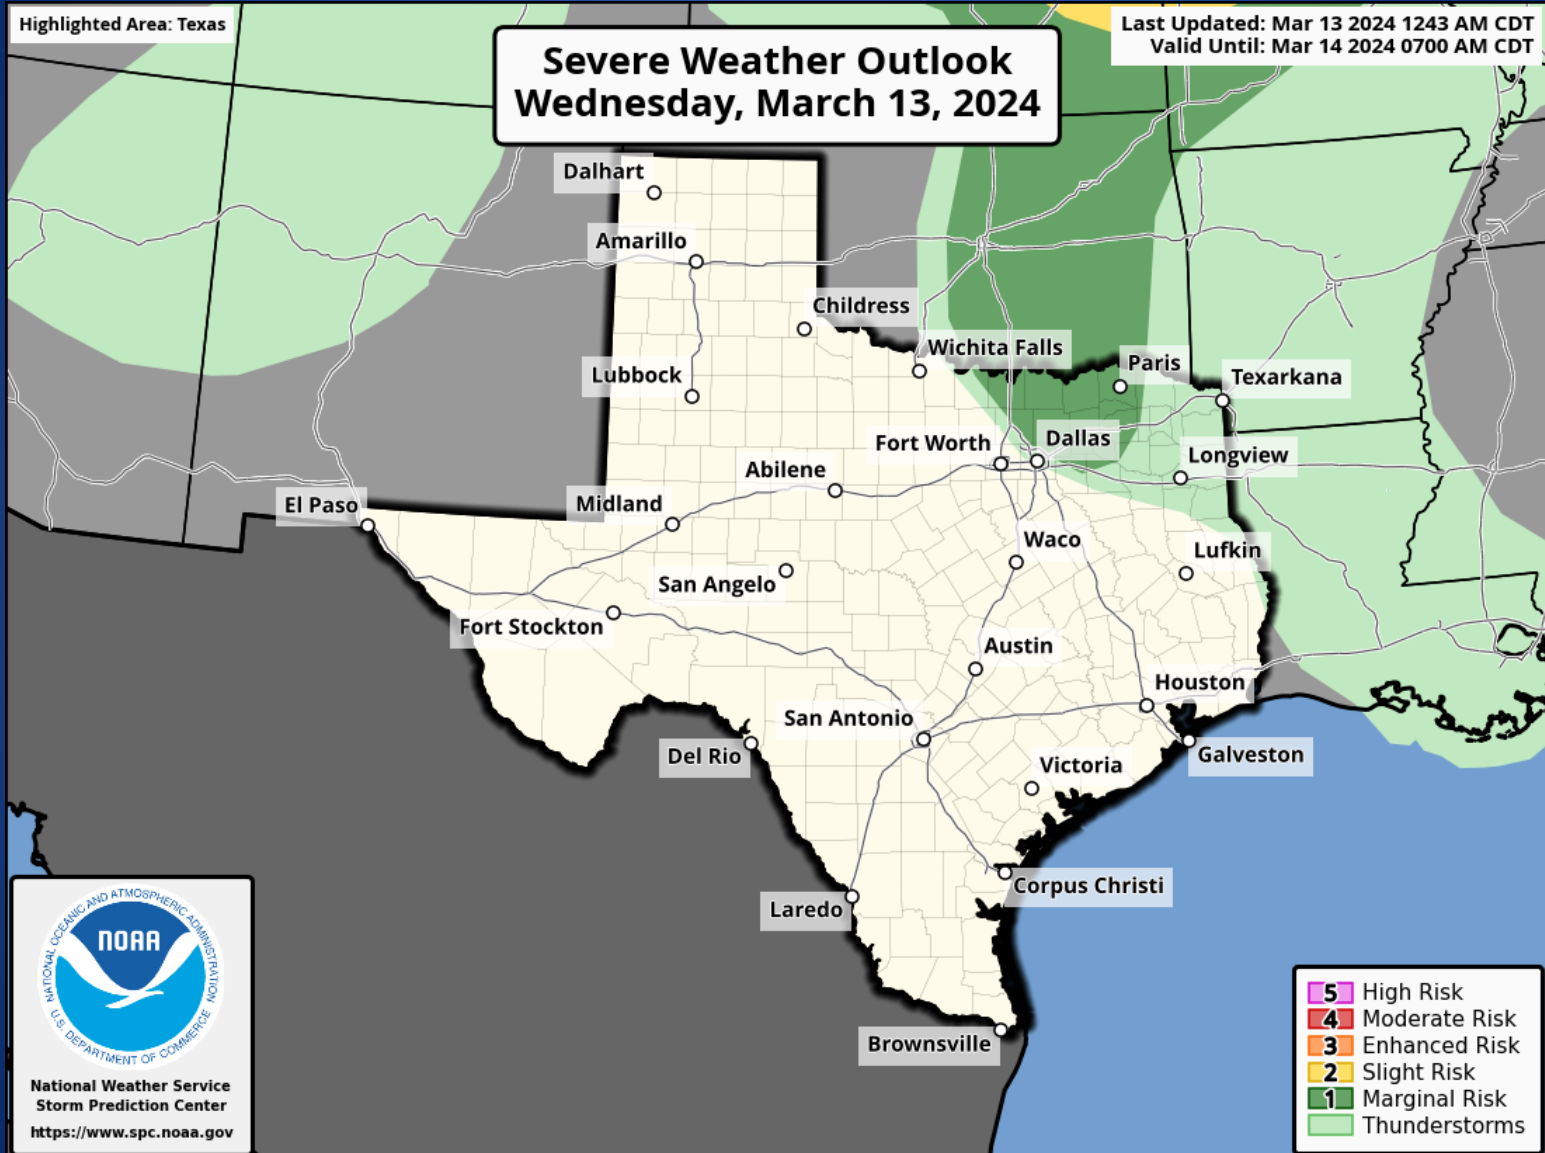 Highlighted Area: Texas
Severe Weather Outlook
Wednesday, March 13, 2024
Last Updated: Mar 13 2024 1243 AM CDT
Valid Until: Mar 14 2024 0700 AM CDT
Dalhart
Amarillo
Childress
Wichita Falls
Paris
Lubbock
Texarkana
Fort Worth
Dallas
Longview
Abilene
El Paso
Midland
Waco
Lufkin
San Angelo
Fort Stockton
Austin
Houston
San Antonio
Del Rio
Galveston
Victoria
Corpus Christi
Laredo
Brownsville
NATIONAL OCEANIC AND ATMOSPHERIC ADMINISTRATION
NOAA
U.S. DEPARTMENT OF COMMERCE
National Weather Service
Storm Prediction Center
https://www.spc.noaa.gov
5 High Risk
4 Moderate Risk
3 Enhanced Risk
2 Slight Risk
1 Marginal Risk
Thunderstorms